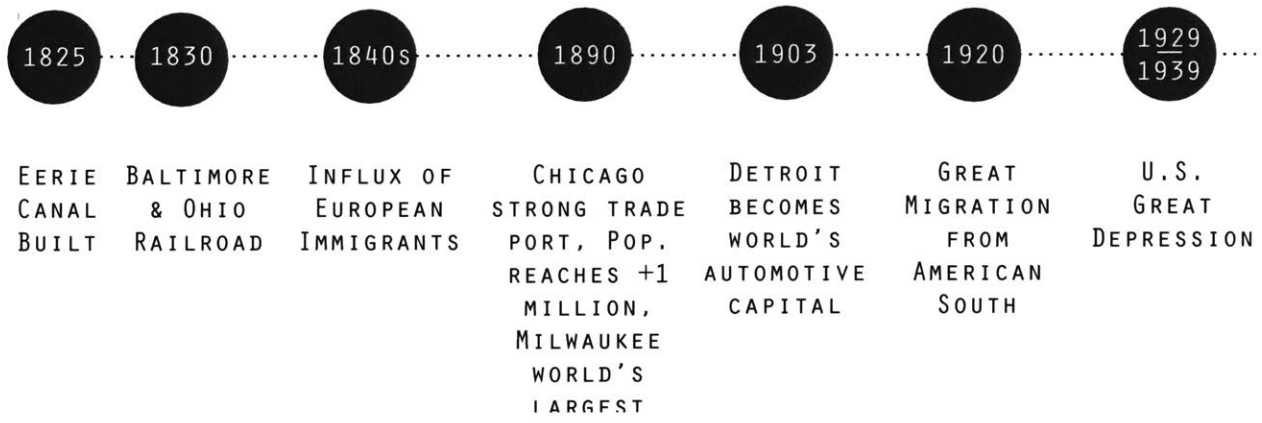 1825
1830
1840s
1890
1903
1920
1929
1939
EERIE
CANAL
BUILT
BALTIMORE
& OHIO
RAILROAD
INFLUX OF
EUROPEAN
IMMIGRANTS
CHICAGO
STRONG TRADE
PORT, POP.
REACHES +1
MILLION,
MILWAUKEE
WORLD'S
LARGEST
DETROIT
BECOMES
WORLD'S
AUTOMOTIVE
CAPITAL
GREAT
MIGRATION
FROM
AMERICAN
SOUTH
U.S.
GREAT
DEPRESSION